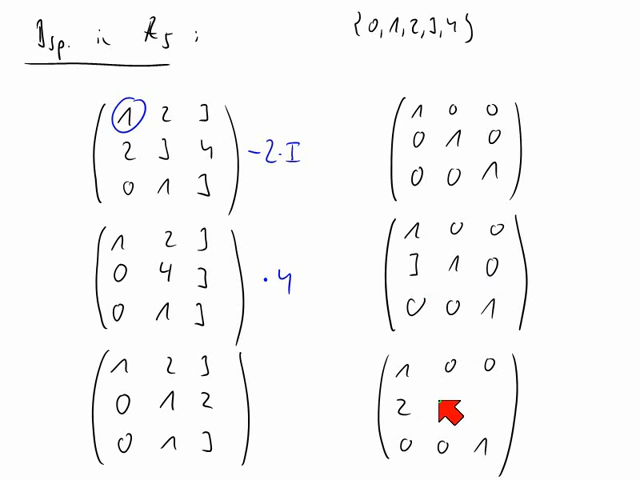 Bsp. in Z5: {0,1,2,3,4}
1 2 3 1 0 0
2 3 4 -2·I 0 1 0
0 1 3 0 0 1
1 2 3 1 0 0
0 4 3 ·4 3 1 0
0 1 3 0 0 1
1 2 3 1 0 0
0 1 2 2
0 1 3 0 0 1